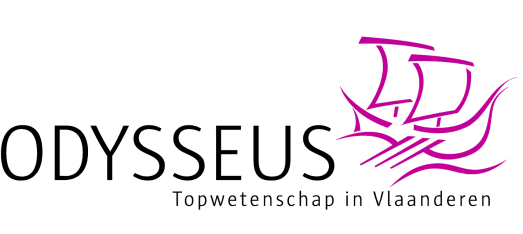 ODYSSEUS
Topwetenschap in Vlaanderen